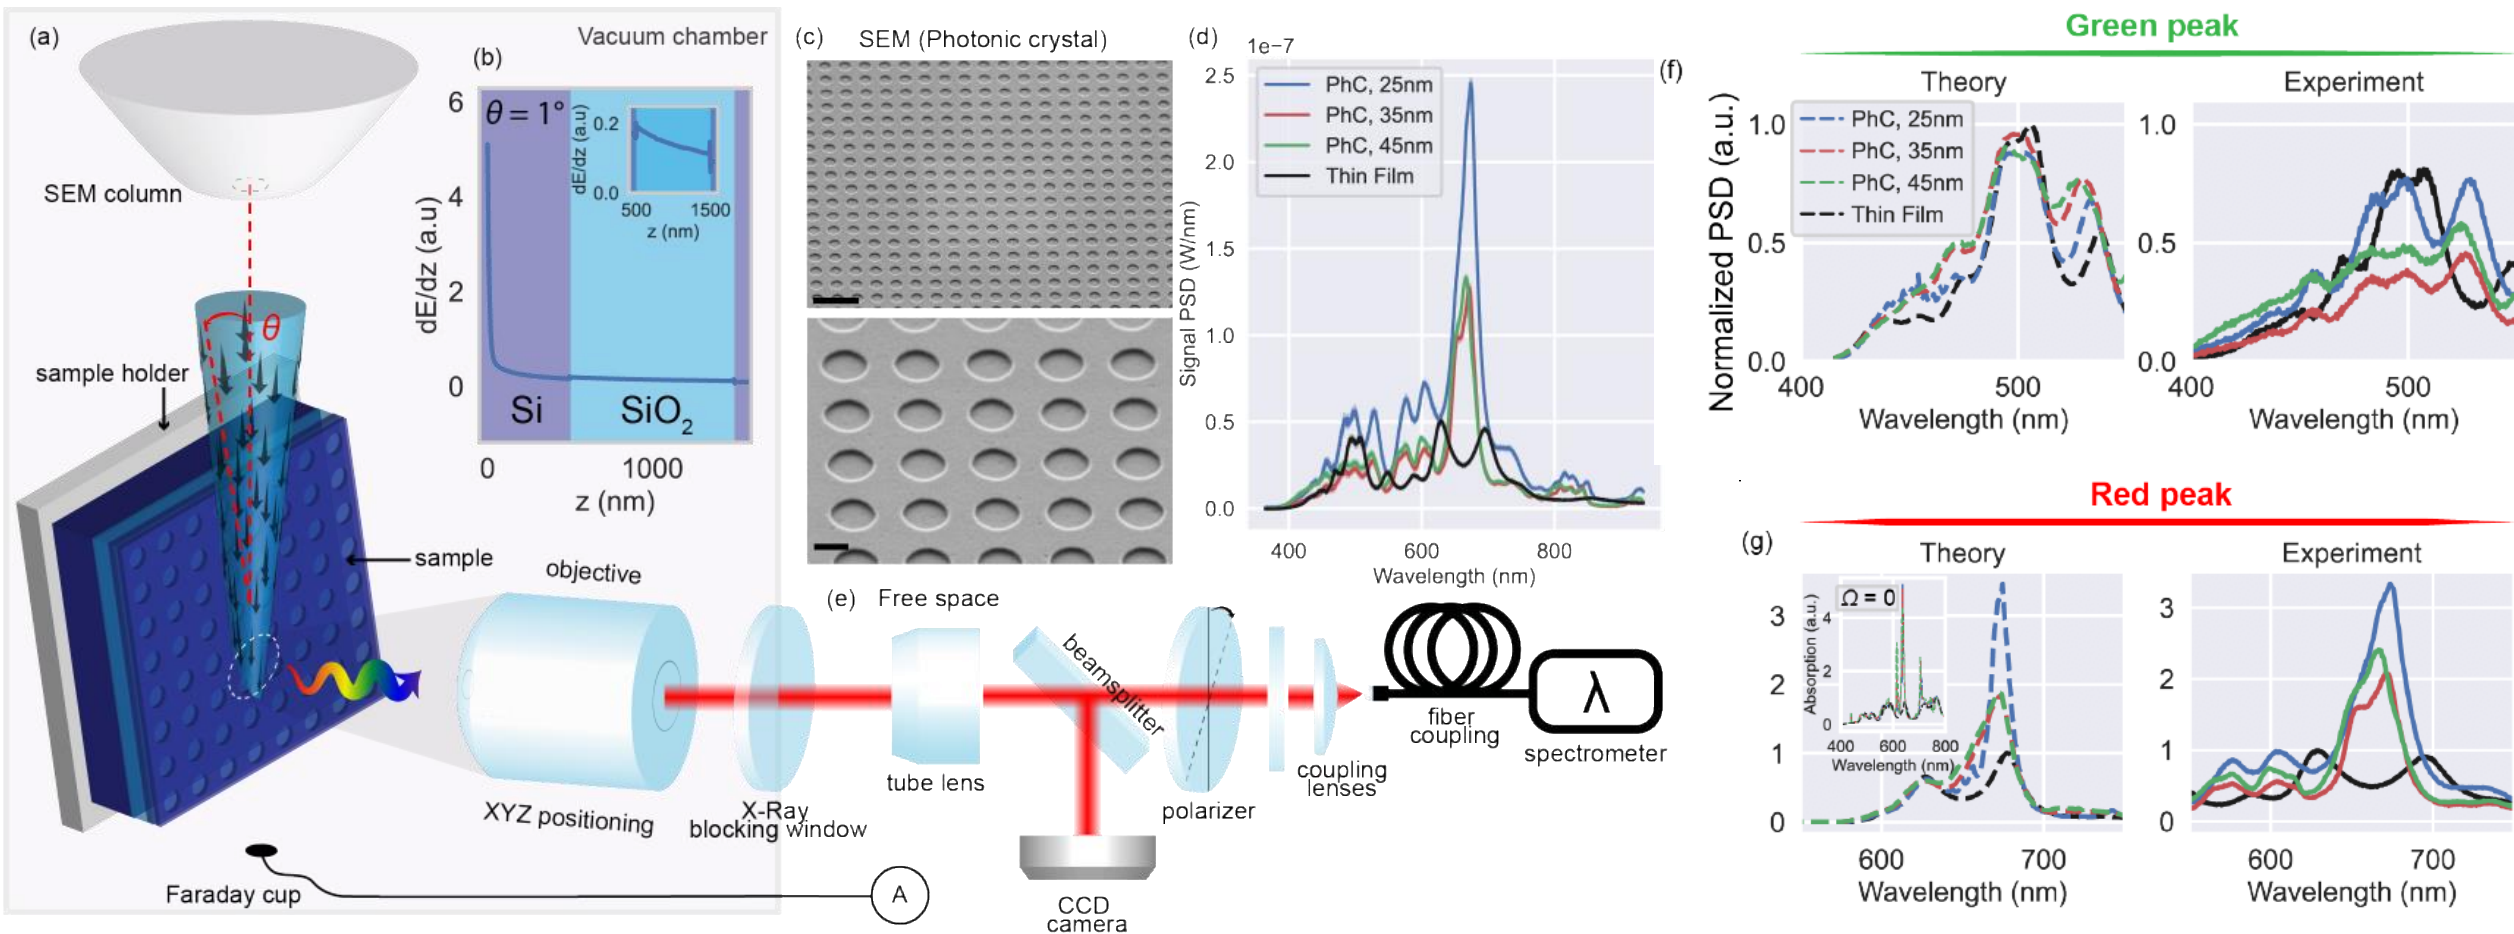 (a)
Vacuum chamber
SEM column
θ
sample holder
sample
objective
XYZ positioning
X-Ray
blocking window
Faraday cup
A
(b)
6
4
2
0
dE/dz (a.u)
θ = 1°
Si
SiO2
0
1000
z (nm)
0.2
0.0
dE/dz (a.u)
500
1500
z (nm)
(c)
SEM (Photonic crystal)
(d)
1e−7
2.5
2.0
1.5
1.0
0.5
0.0
Signal PSD (W/nm)
PhC, 25nm
PhC, 35nm
PhC, 45nm
Thin Film
400
600
800
Wavelength (nm)
(e)
Free space
tube lens
beamsplitter
CCD
camera
polarizer
coupling
lenses
fiber
coupling
λ
spectrometer
(f)
Green peak
Theory
Experiment
Normalized PSD (a.u.)
1.0
0.5
0.0
PhC, 25nm
PhC, 35nm
PhC, 45nm
Thin Film
400
500
Wavelength (nm)
1.0
0.5
0.0
400
500
Wavelength (nm)
Red peak
(g)
Theory
Experiment
3
2
1
0
Ω = 0
Absorption (a.u.)
4
2
0
400
600
800
Wavelength (nm)
600
700
Wavelength (nm)
3
2
1
0
600
700
Wavelength (nm)